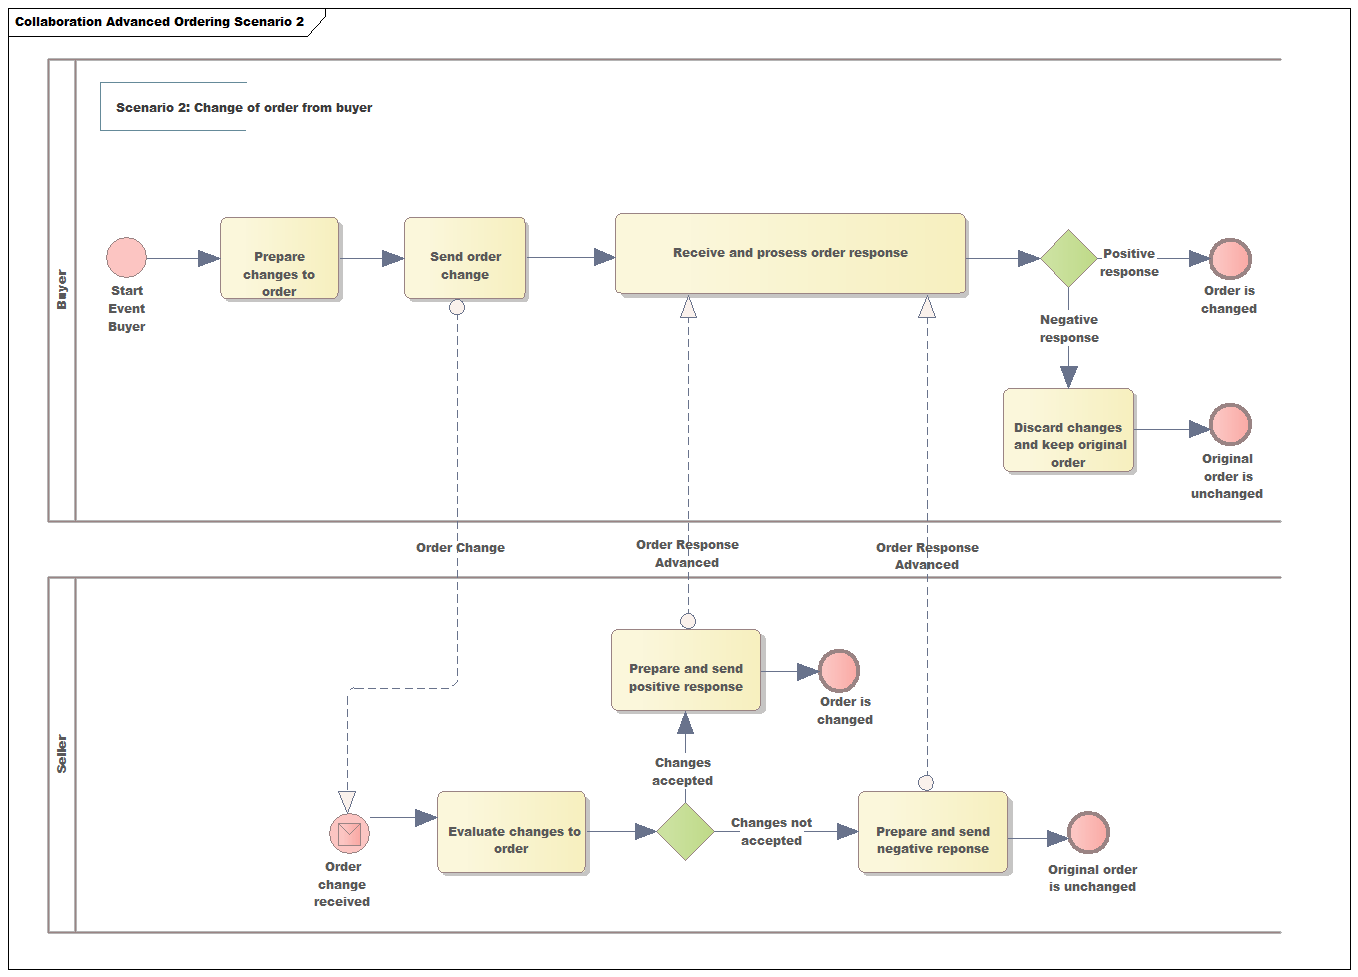 Collaboration Advanced Ordering Scenario 2
Scenario 2: Change of order from buyer
Buyer
Start
Event
Buyer
Prepare
changes to
order
Send order
change
Receive and prosess order response
Positive
response
Order is
changed
Negative
response
Discard changes
and keep original
order
Original
order is
unchanged
Order Change
Order Response
Advanced
Order Response
Advanced
Seller
Prepare and send
positive response
Order is
changed
Changes
accepted
Order
change
received
Evaluate changes to
order
Changes not
accepted
Prepare and send
negative reponse
Original order
is unchanged